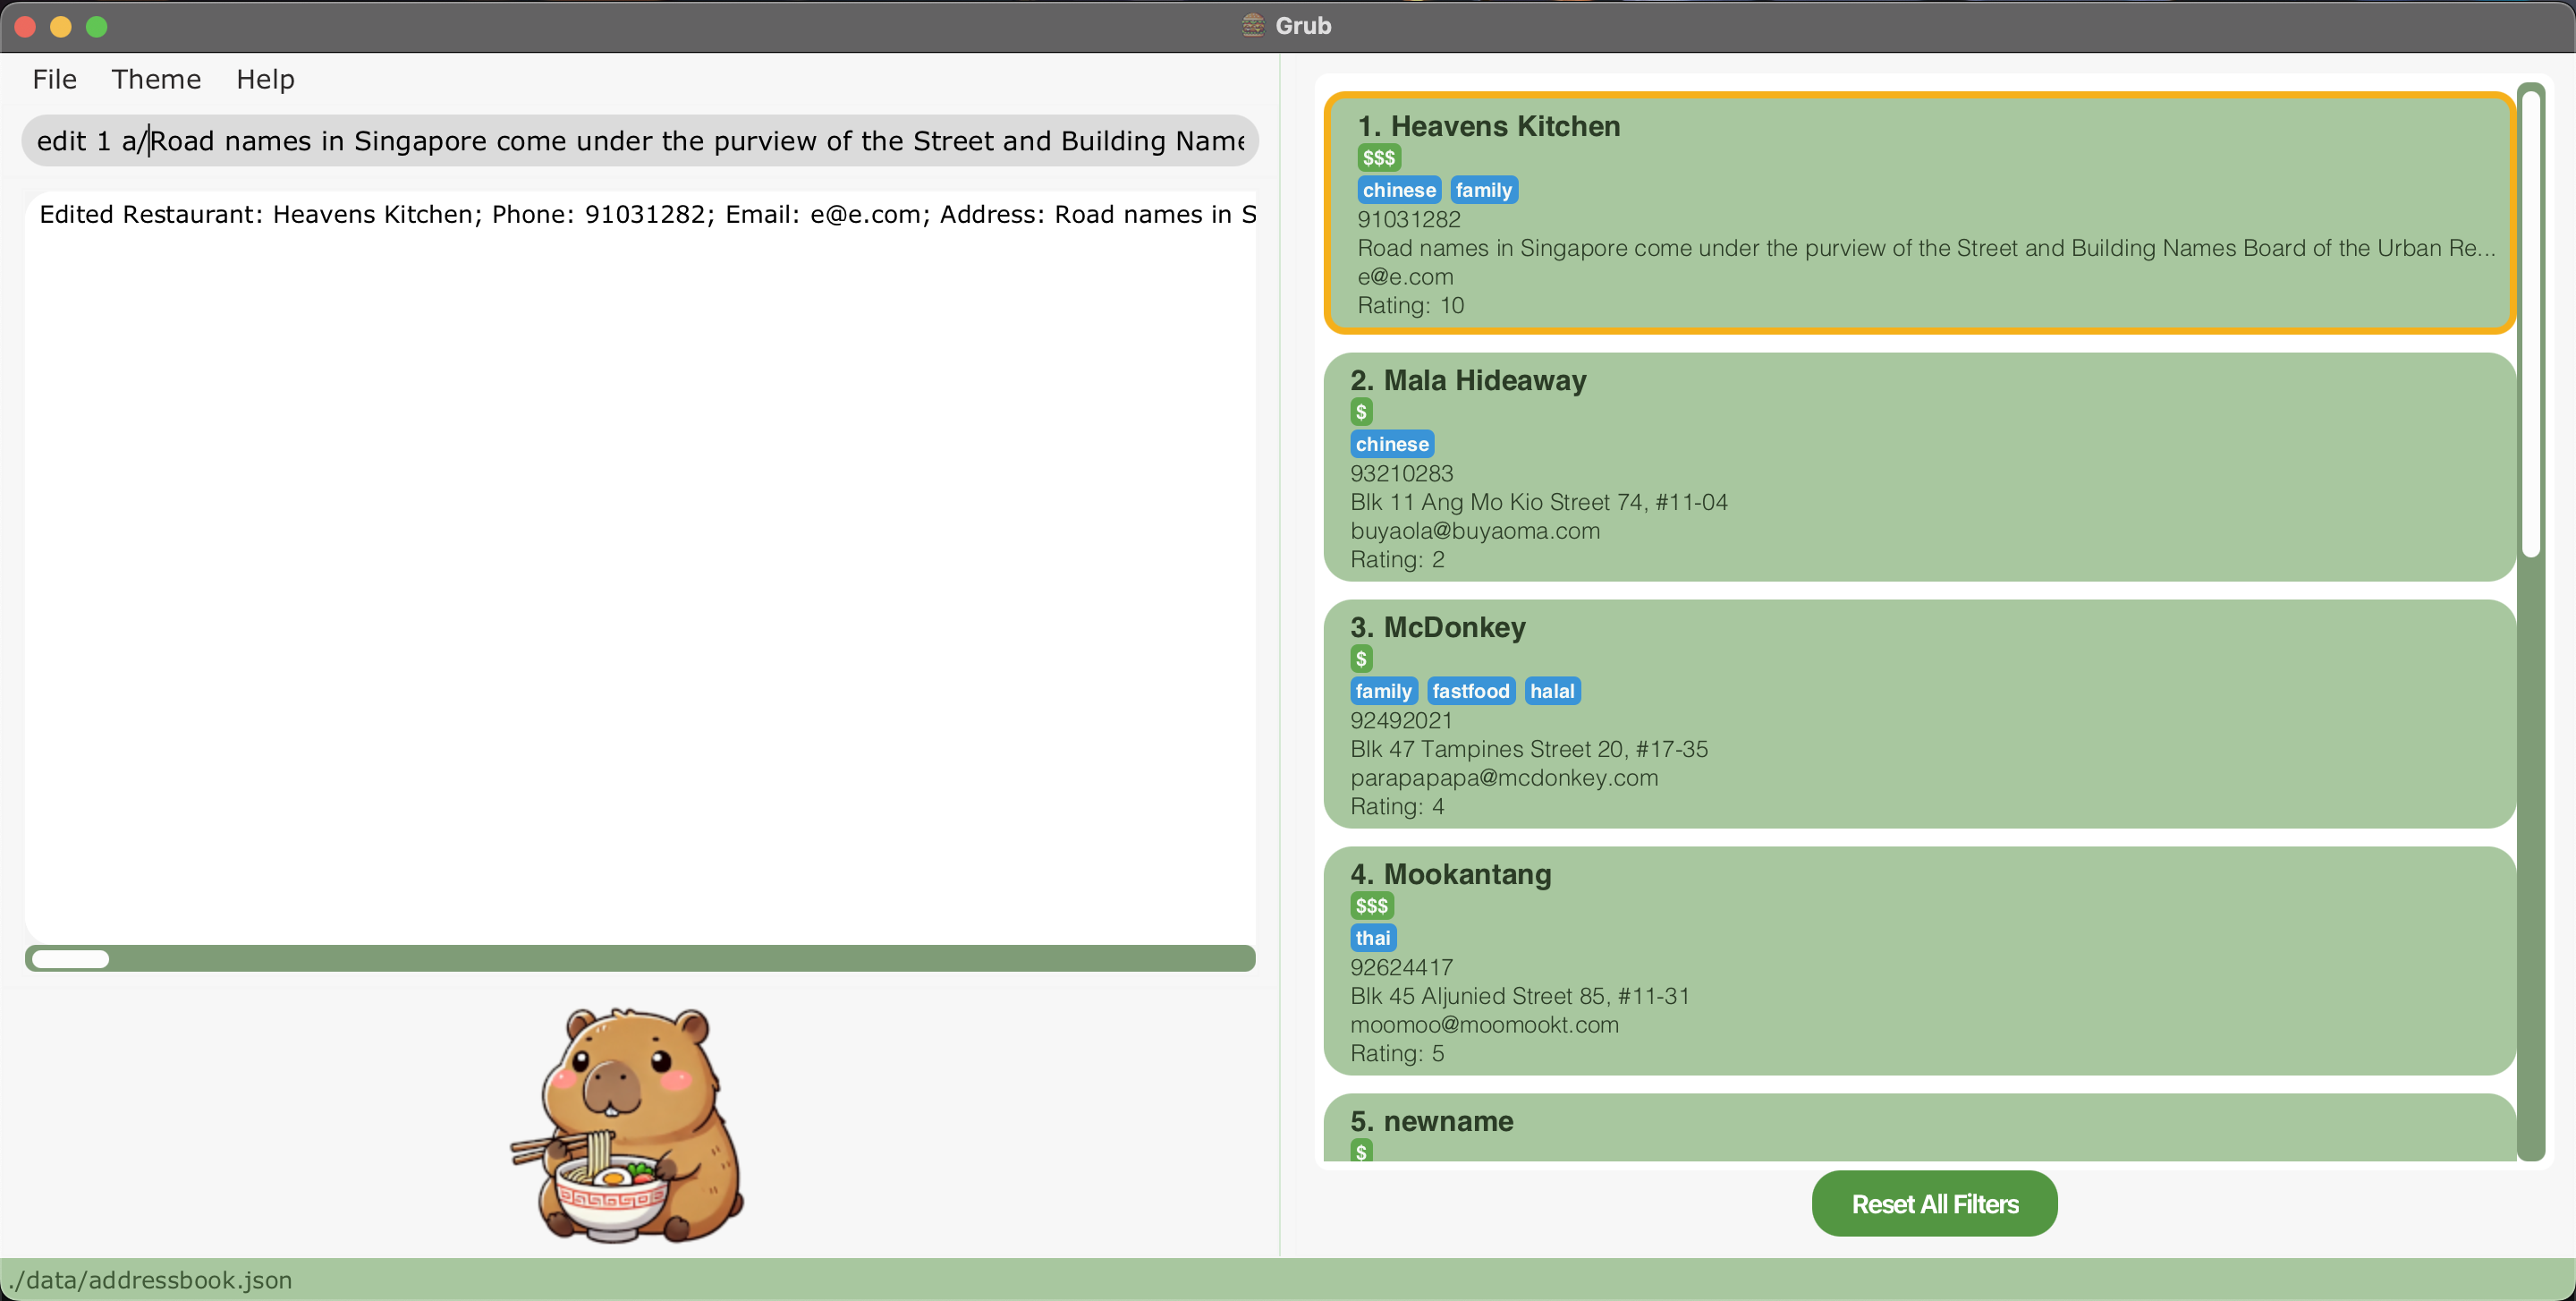 Grub
File Theme Help
edit 1 a/Road names in Singapore come under the purview of the Street and Building Name
Edited Restaurant: Heavens Kitchen; Phone: 91031282; Email: e@e.com; Address: Road names in S
1. Heavens Kitchen
$$$
chinese family
91031282
Road names in Singapore come under the purview of the Street and Building Names Board of the Urban Re...
e@e.com
Rating: 10
2. Mala Hideaway
$
chinese
93210283
Blk 11 Ang Mo Kio Street 74, #11-04
buyaola@buyaoma.com
Rating: 2
3. McDonkey
$
family fastfood halal
92492021
Blk 47 Tampines Street 20, #17-35
parapapapa@mcdonkey.com
Rating: 4
4. Mookantang
$$$
thai
92624417
Blk 45 Aljunied Street 85, #11-31
moomoo@moomookt.com
Rating: 5
5. newname
$
Reset All Filters
./data/addressbook.json